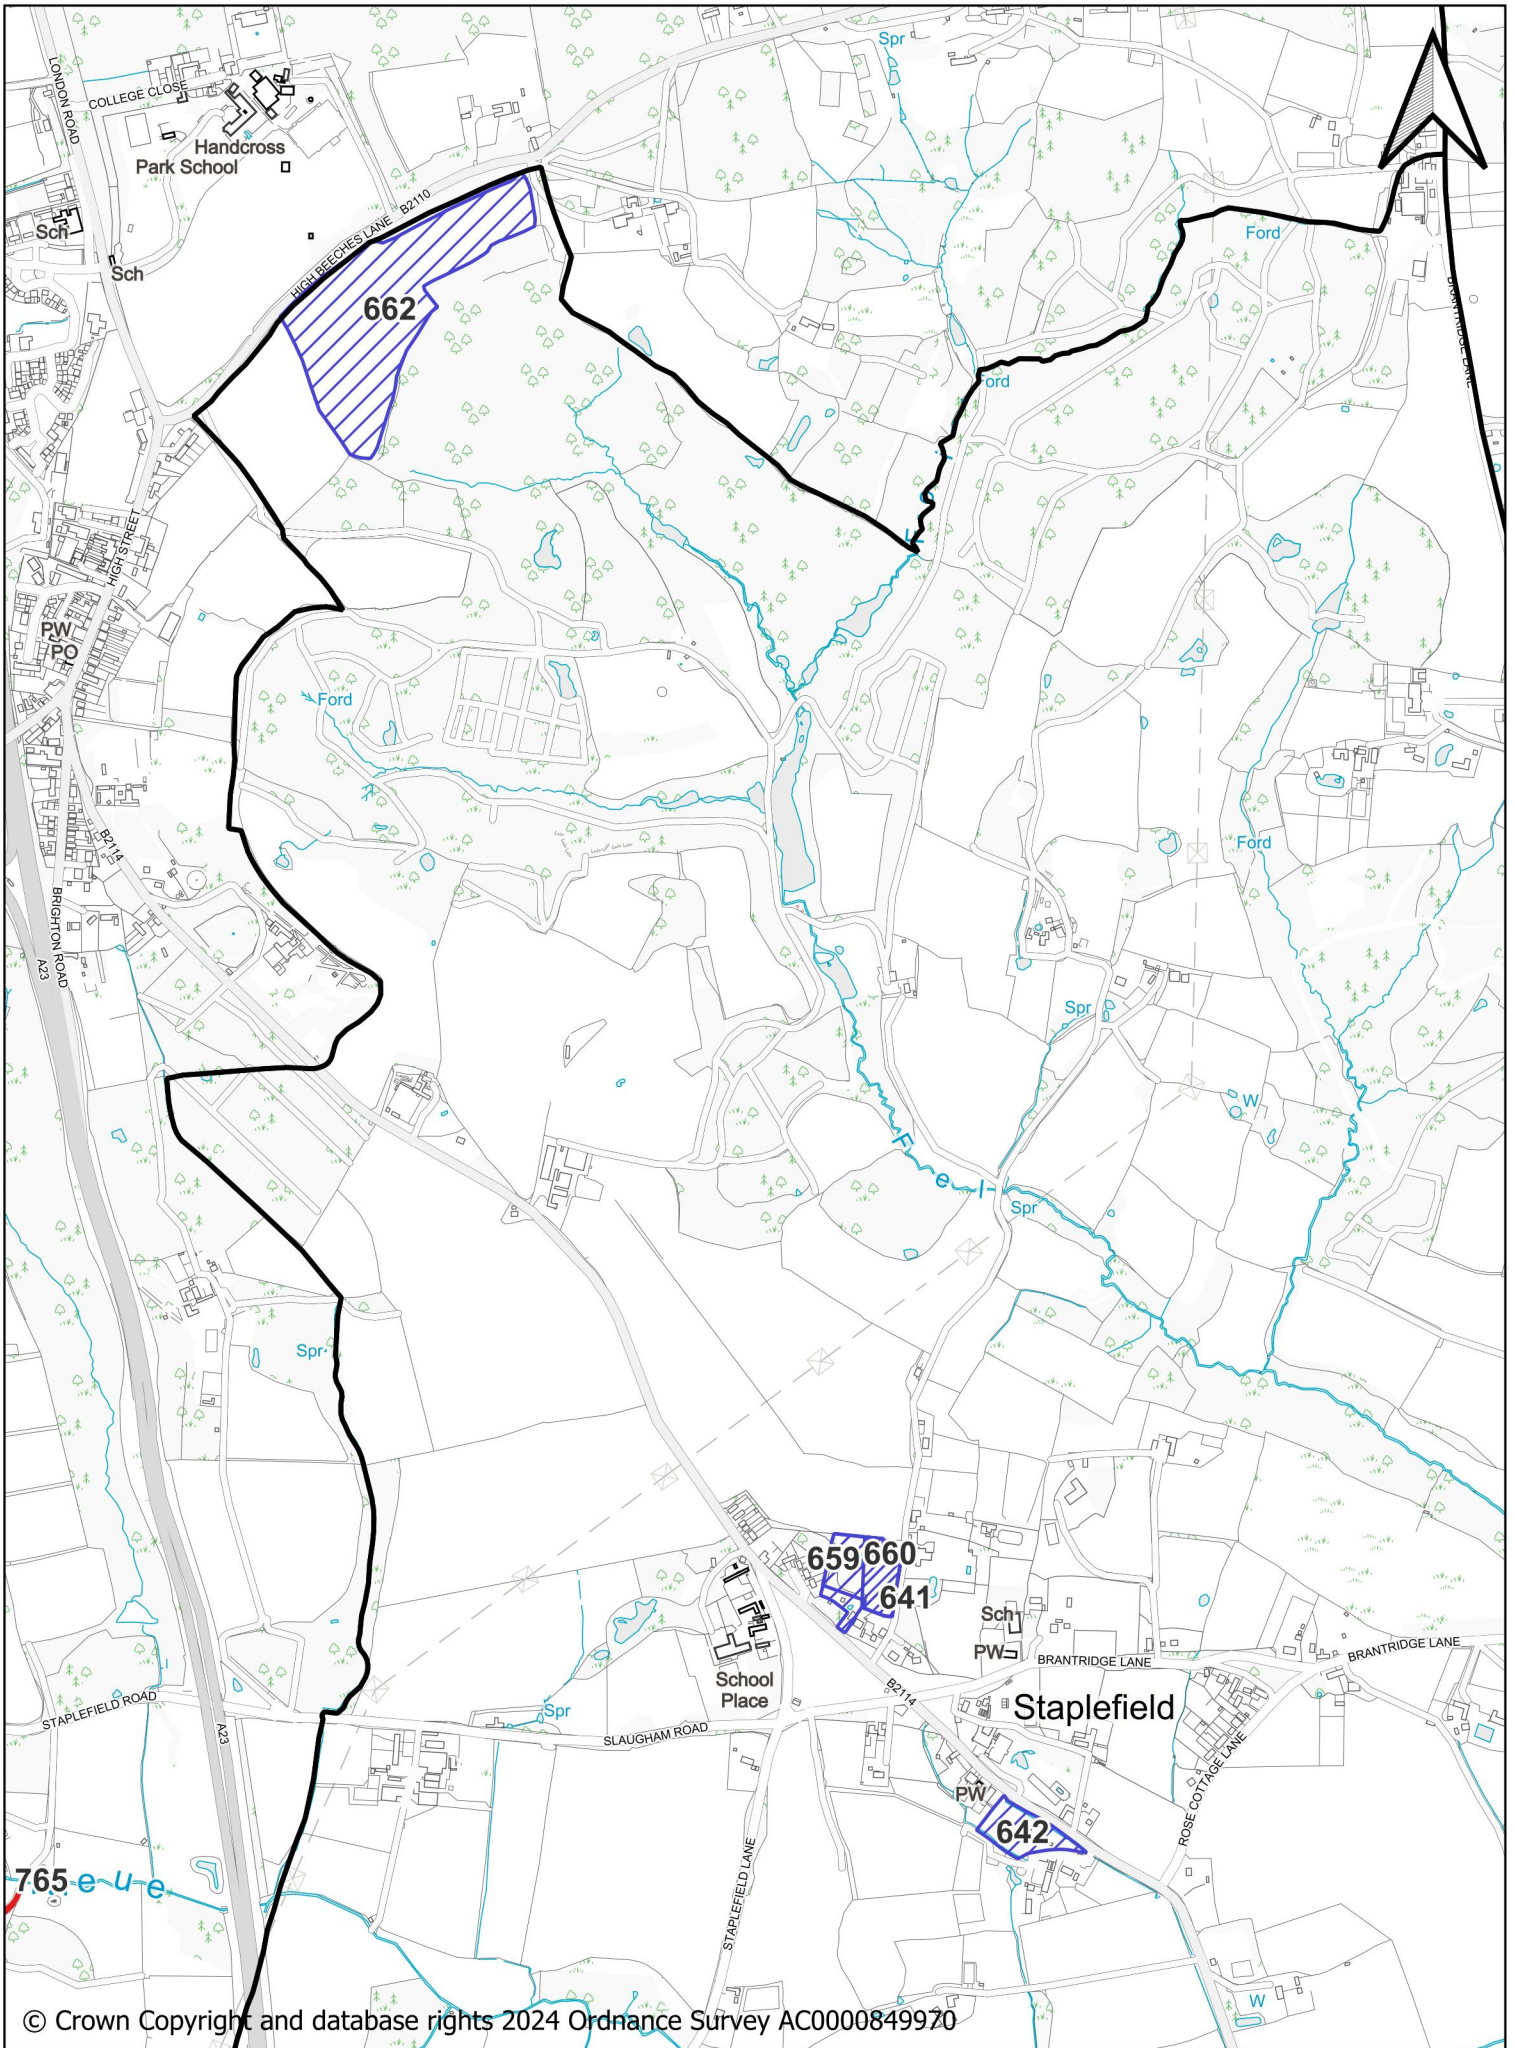 Spr
LONDON ROAD
COLLEGE CLOSE
Handcross
Park School
HIGH BEECHES LANE
B2110
Sch
Sch
Ford
BRANTRIDGE LANE
662
Ford
HIGH STREET
PW
PO
Ford
B2114
Ford
BRIGHTON ROAD
A23
Spr
W
F e l
Spr
Spr
659
660
641
Sch
PW
School
Place
BRANTRIDGE LANE
BRANTRIDGE LANE
STAPLEFIELD ROAD
B2114
Staplefield
Spr
A23
SLAUGHAM ROAD
ROSE COTTAGE LANE
PW
642
STAPLEFIELD LANE
765
e u e
W
© Crown Copyright and database rights 2024 Ordnance Survey AC0000849970